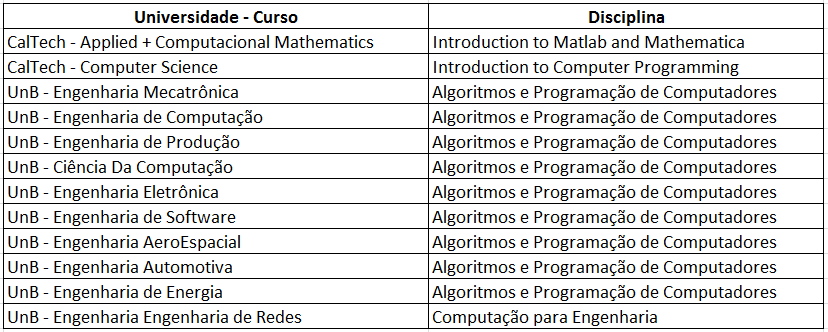 Universidade - Curso Disciplina
CalTech - Applied + Computacional Mathematics Introduction to Matlab and Mathematica
CalTech - Computer Science Introduction to Computer Programming
UnB - Engenharia Mecatrônica Algoritmos e Programação de Computadores
UnB - Engenharia de Computação Algoritmos e Programação de Computadores
UnB - Engenharia de Produção Algoritmos e Programação de Computadores
UnB - Ciência Da Computação Algoritmos e Programação de Computadores
UnB - Engenharia Eletrônica Algoritmos e Programação de Computadores
UnB - Engenharia de Software Algoritmos e Programação de Computadores
UnB - Engenharia AeroEspacial Algoritmos e Programação de Computadores
UnB - Engenharia Automotiva Algoritmos e Programação de Computadores
UnB - Engenharia de Energia Algoritmos e Programação de Computadores
UnB - Engenharia Engenharia de Redes Computação para Engenharia